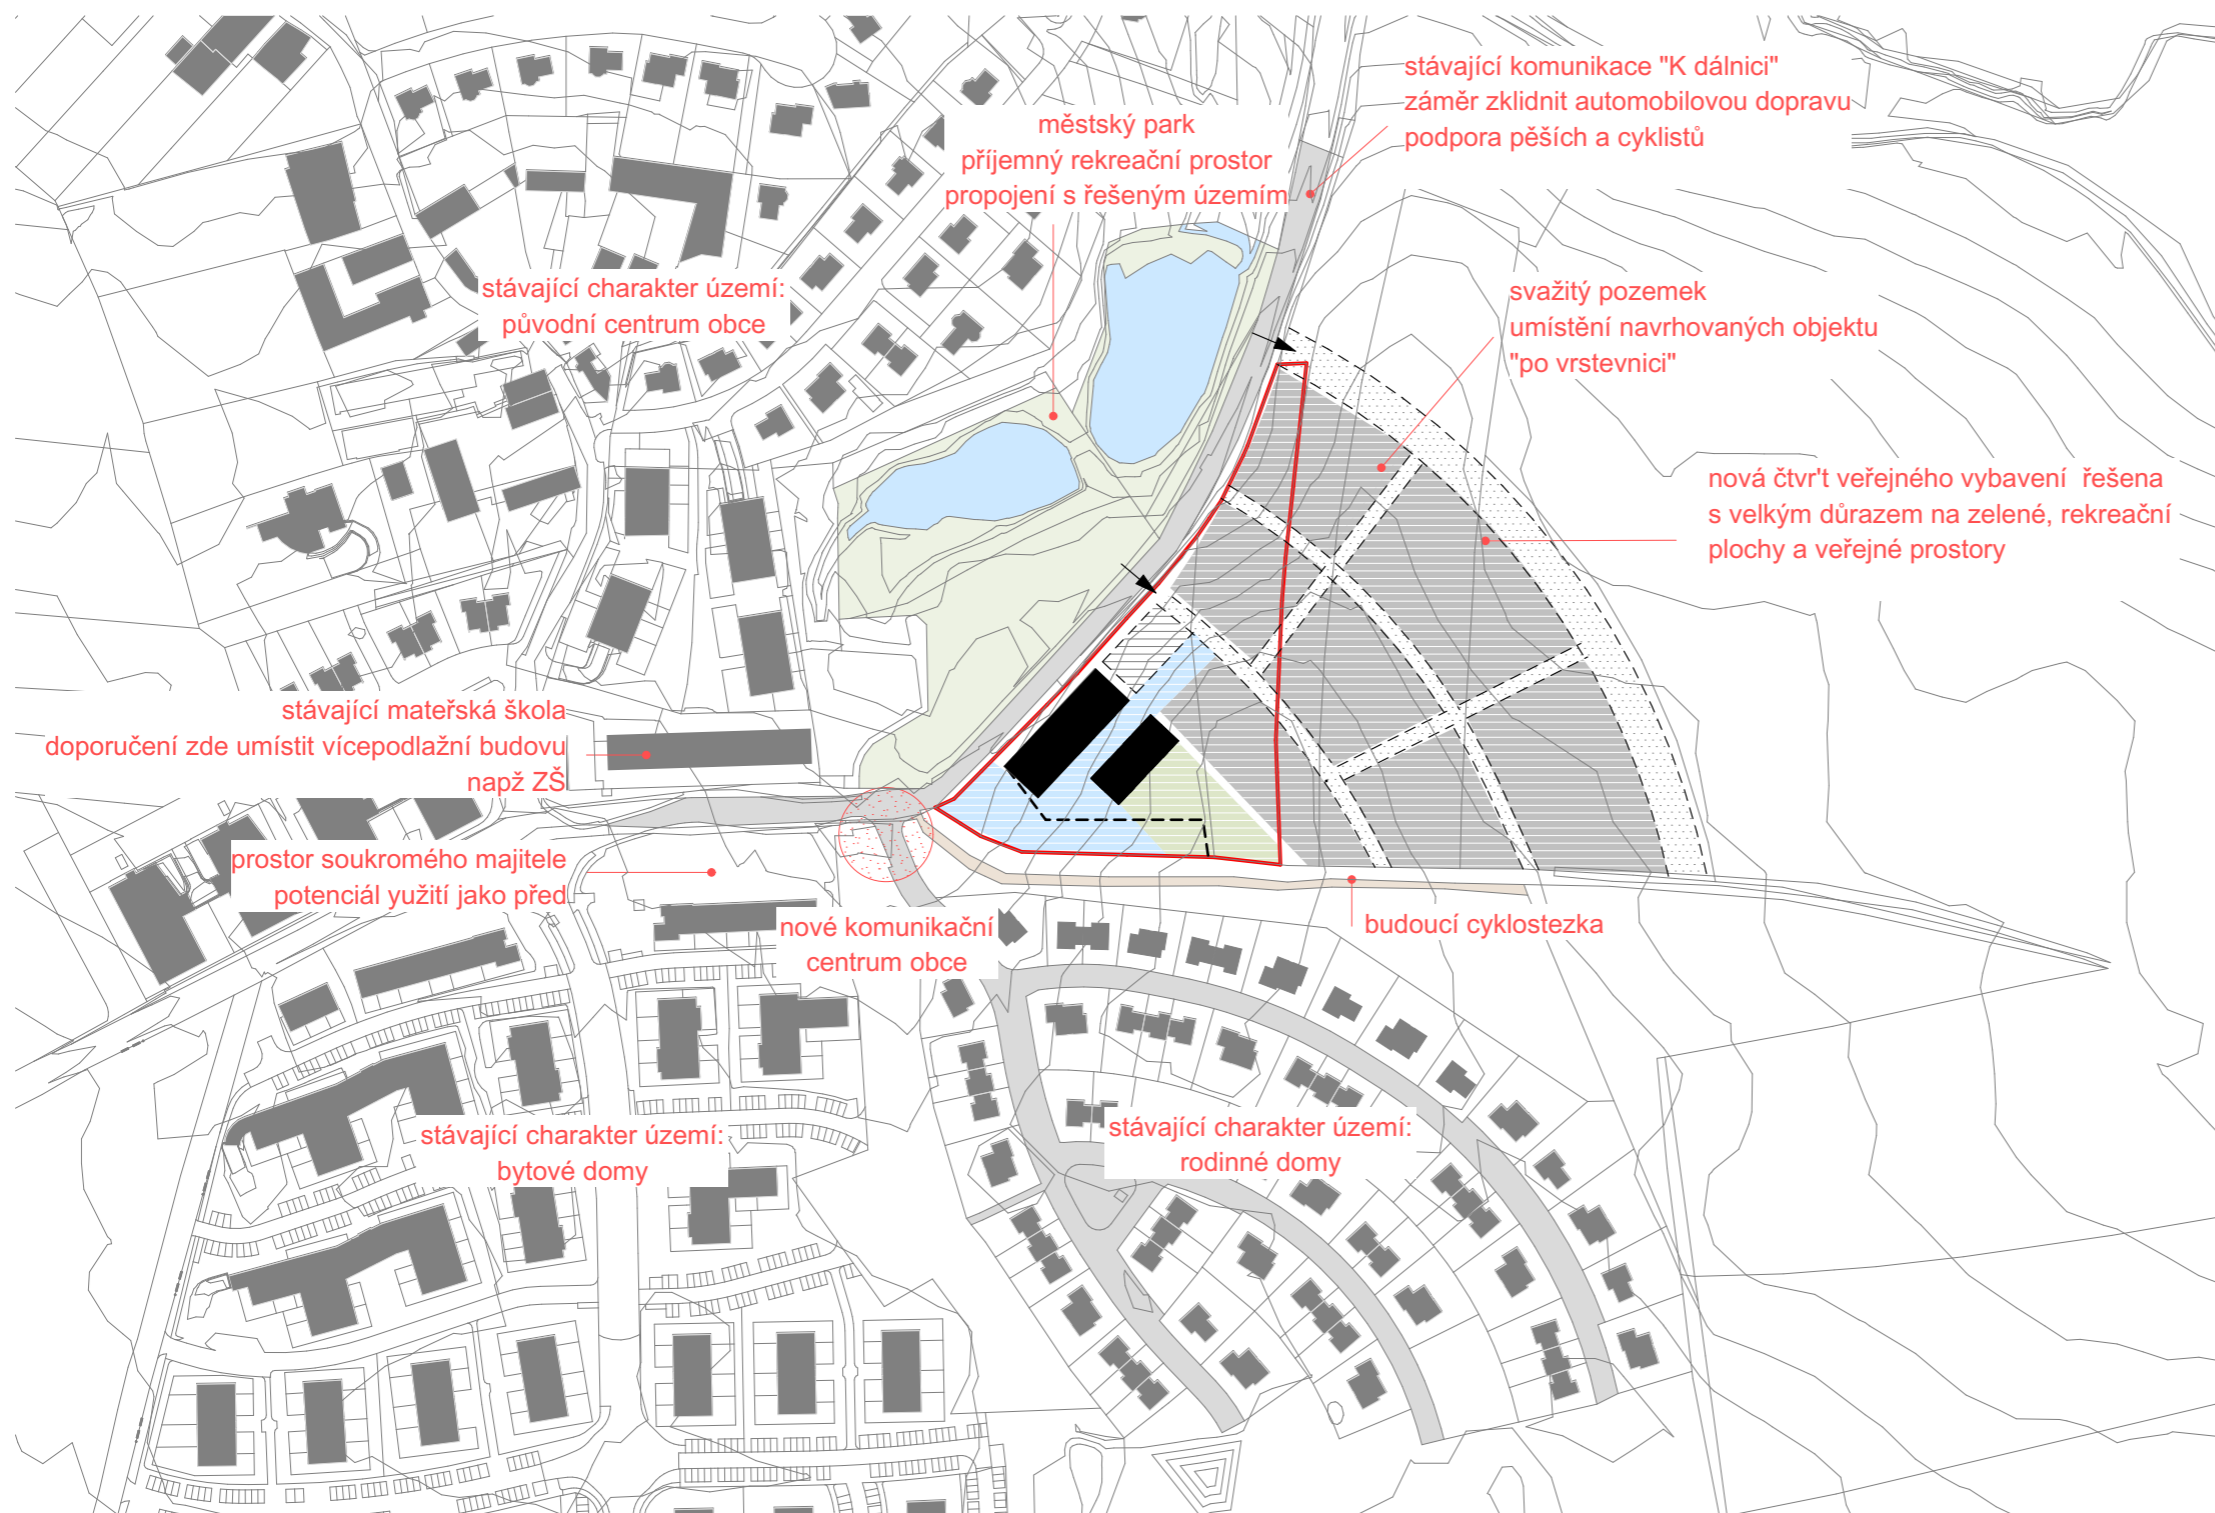 stávající komunikace "K dálnici"
záměr zklidnit automobilovou dopravu
podpora pěších a cyklistů
městský park
příjemný rekreační prostor
propojení s řešeným územím
stávající charakter území:
původní centrum obce
svažitý pozemek
umístění navrhovaných objektu
"po vrstevnici"
nová čtvr't veřejného vybavení řešena
s velkým důrazem na zelené, rekreační
plochy a veřejné prostory
stávající mateřská škola
doporučení zde umístit vícepodlažní budovu
napž ZŠ
prostor soukromého majitele
potenciál yužití jako před
nové komunikační
centrum obce
budoucí cyklostezka
stávající charakter území:
bytové domy
stávající charakter území:
rodinné domy